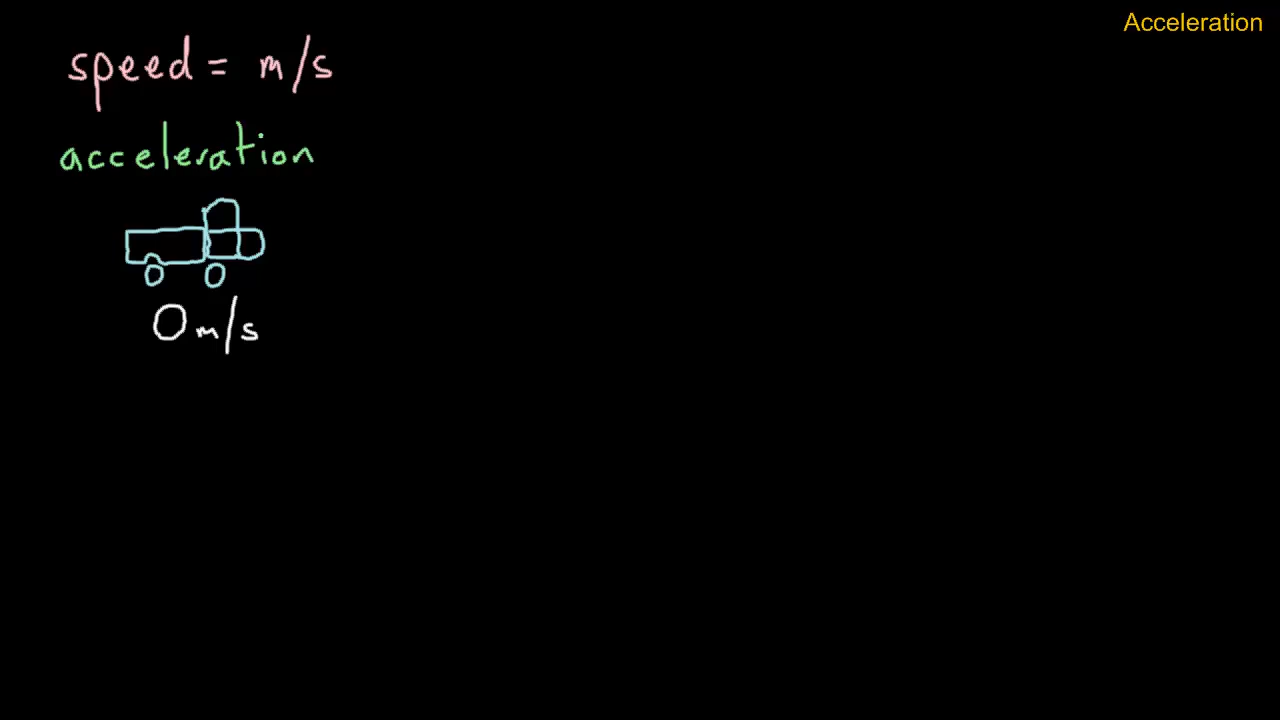 Acceleration
speed = m/s
acceleration
0 m/s